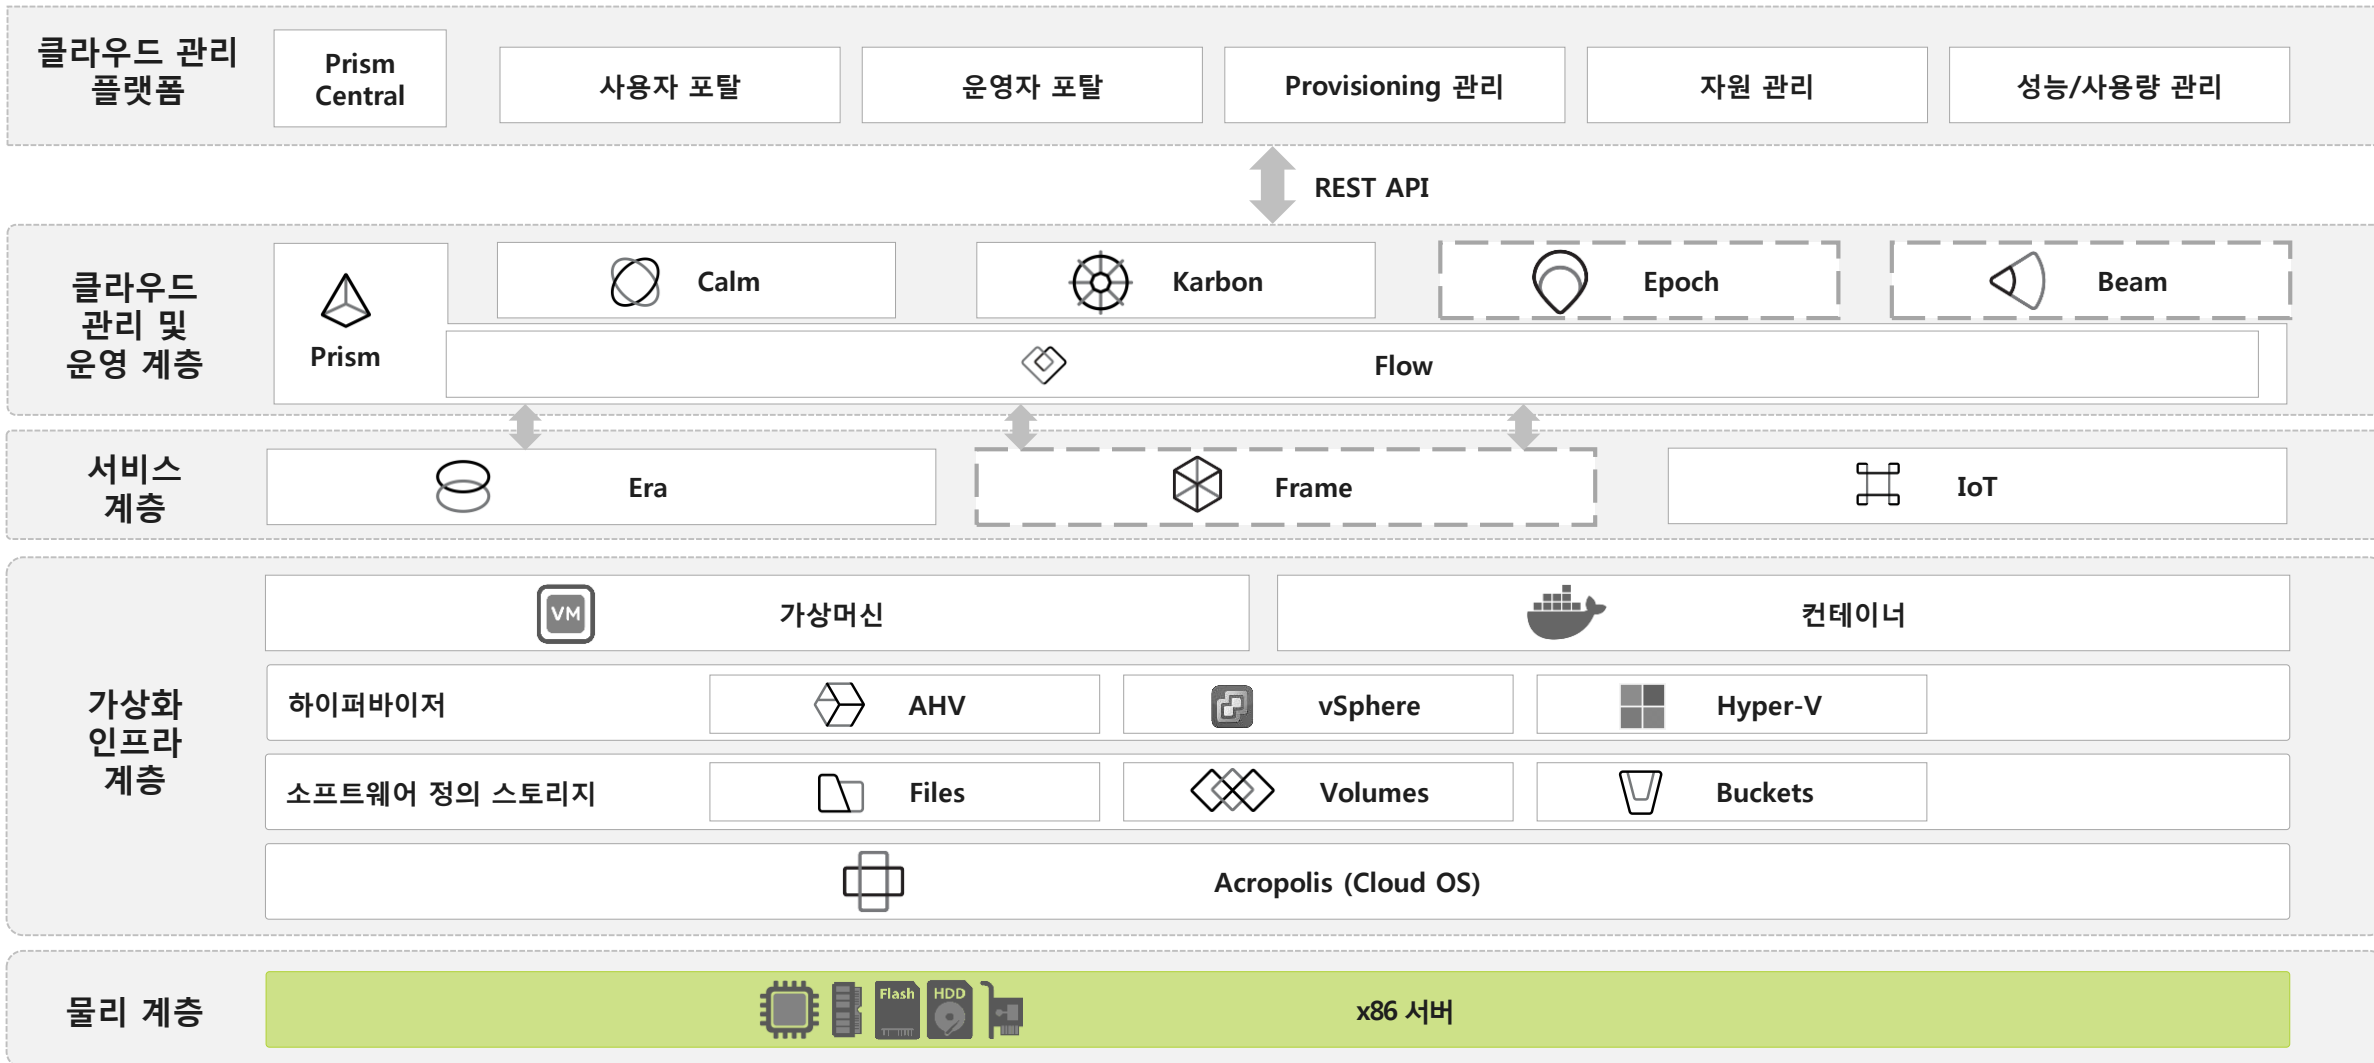 클라우드 관리
플랫폼
Prism
Central
사용자 포탈
운영자 포탈
Provisioning 관리
자원 관리
성능/사용량 관리
REST API
클라우드
관리 및
운영 계층
Prism
Calm
Karbon
Epoch
Beam
Flow
서비스
계층
Era
Frame
IoT
가상화
인프라
계층
VM
가상머신
컨테이너
하이퍼바이저
AHV
vSphere
Hyper-V
소프트웨어 정의 스토리지
Files
Volumes
Buckets
Acropolis (Cloud OS)
물리 계층
Flash
HDD
x86 서버